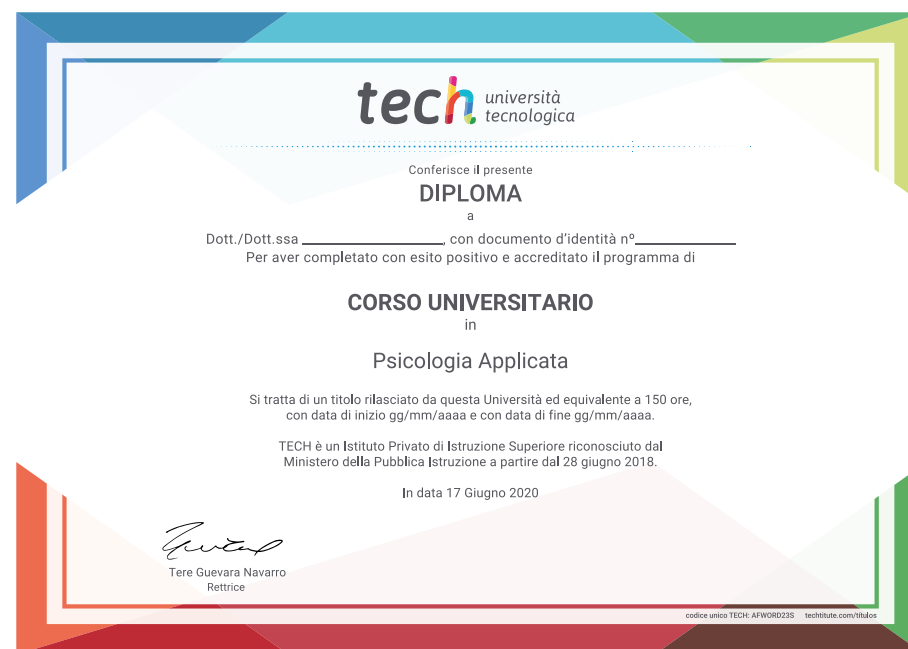 tech università
tecnologica
Conferisce il presente
DIPLOMA
a
Dott./Dott.ssa ____________________, con documento d'identità nº______________
Per aver completato con esito positivo e accreditato il programma di
CORSO UNIVERSITARIO
in
Psicologia Applicata
Si tratta di un titolo rilasciato da questa Università ed equivalente a 150 ore,
con data di inizio gg/mm/aaaa e con data di fine gg/mm/aaaa.
TECH è un Istituto Privato di Istruzione Superiore riconosciuto dal
Ministero della Pubblica Istruzione a partire dal 28 giugno 2018.
In data 17 Giugno 2020
Tere Guevara Navarro
Rettrice
codice unico TECH: AFWORD23S techtitute.com/titulos